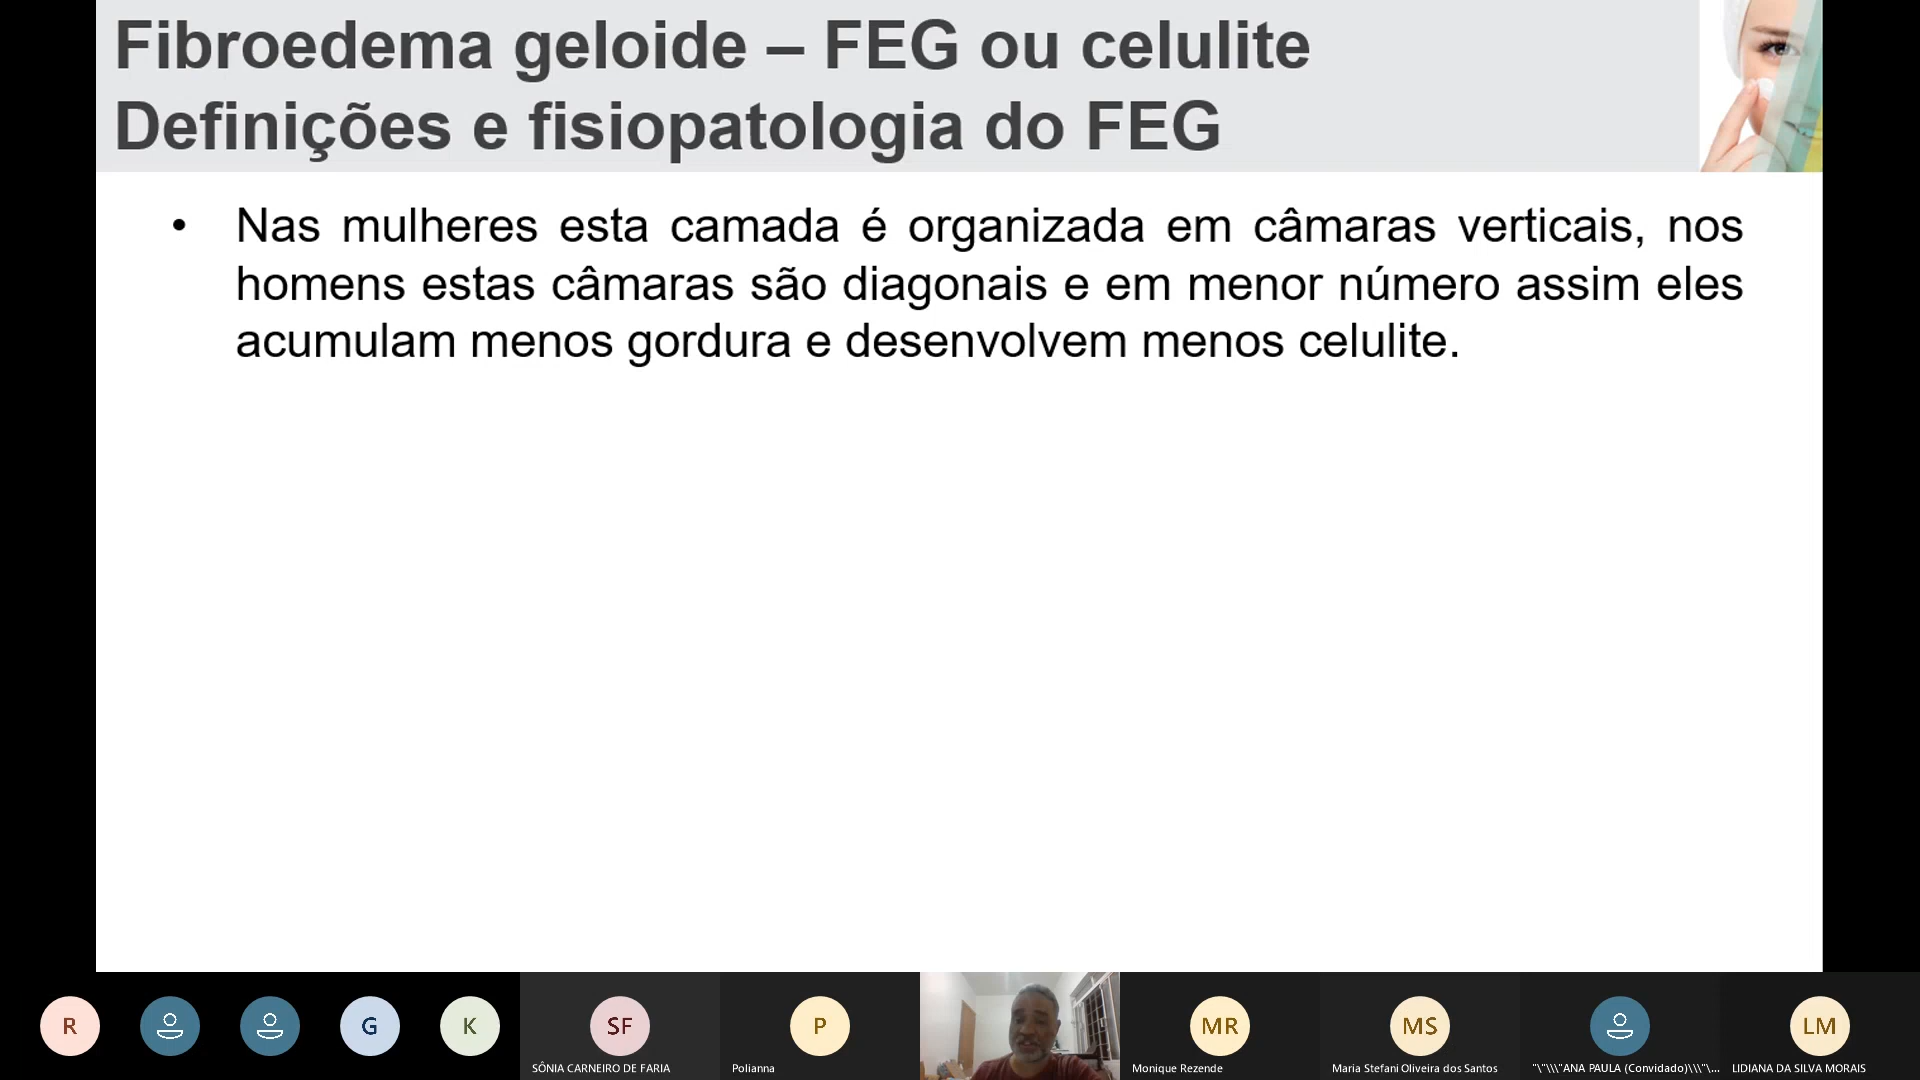 Fibroedema geloide – FEG ou celulite
Definições e fisiopatologia do FEG
• Nas mulheres esta camada é organizada em câmaras verticais, nos
homens estas câmaras são diagonais e em menor número assim eles
acumulam menos gordura e desenvolvem menos celulite.
R
G
K
SF
P
MR
MS
LM
SÔNIA CARNEIRO DE FARIA
Polianna
Monique Rezende
Maria Stefani Oliveira dos Santos
"\"\\\"ANA PAULA (Convidado)\\\"\...
LIDIANA DA SILVA MORAIS